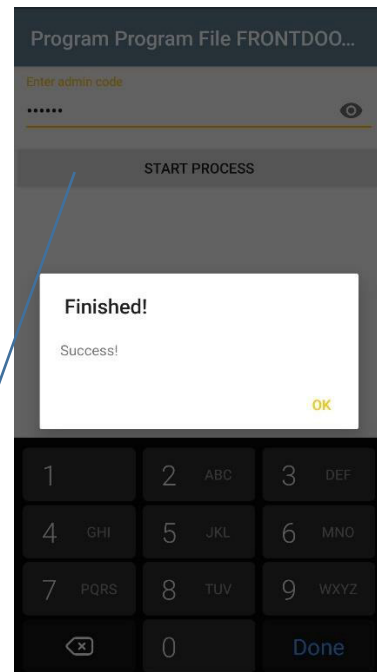 Program Program File FRONTDOO...
Enter admin code
••••••
START PROCESS
Finished!
Success!
OK
1
2 ABC
3 DEF
4 GHI
5 JKL
6 MNO
7 PQRS
8 TUV
9 WXYZ
0
Done